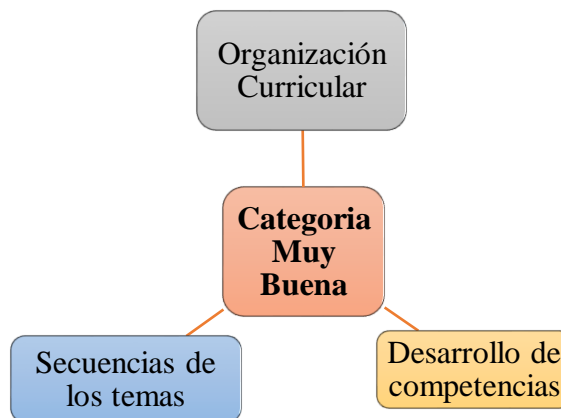 Organización
Curricular
Categoria
Muy
Buena
Secuencias de
los temas
Desarrollo de
competencias